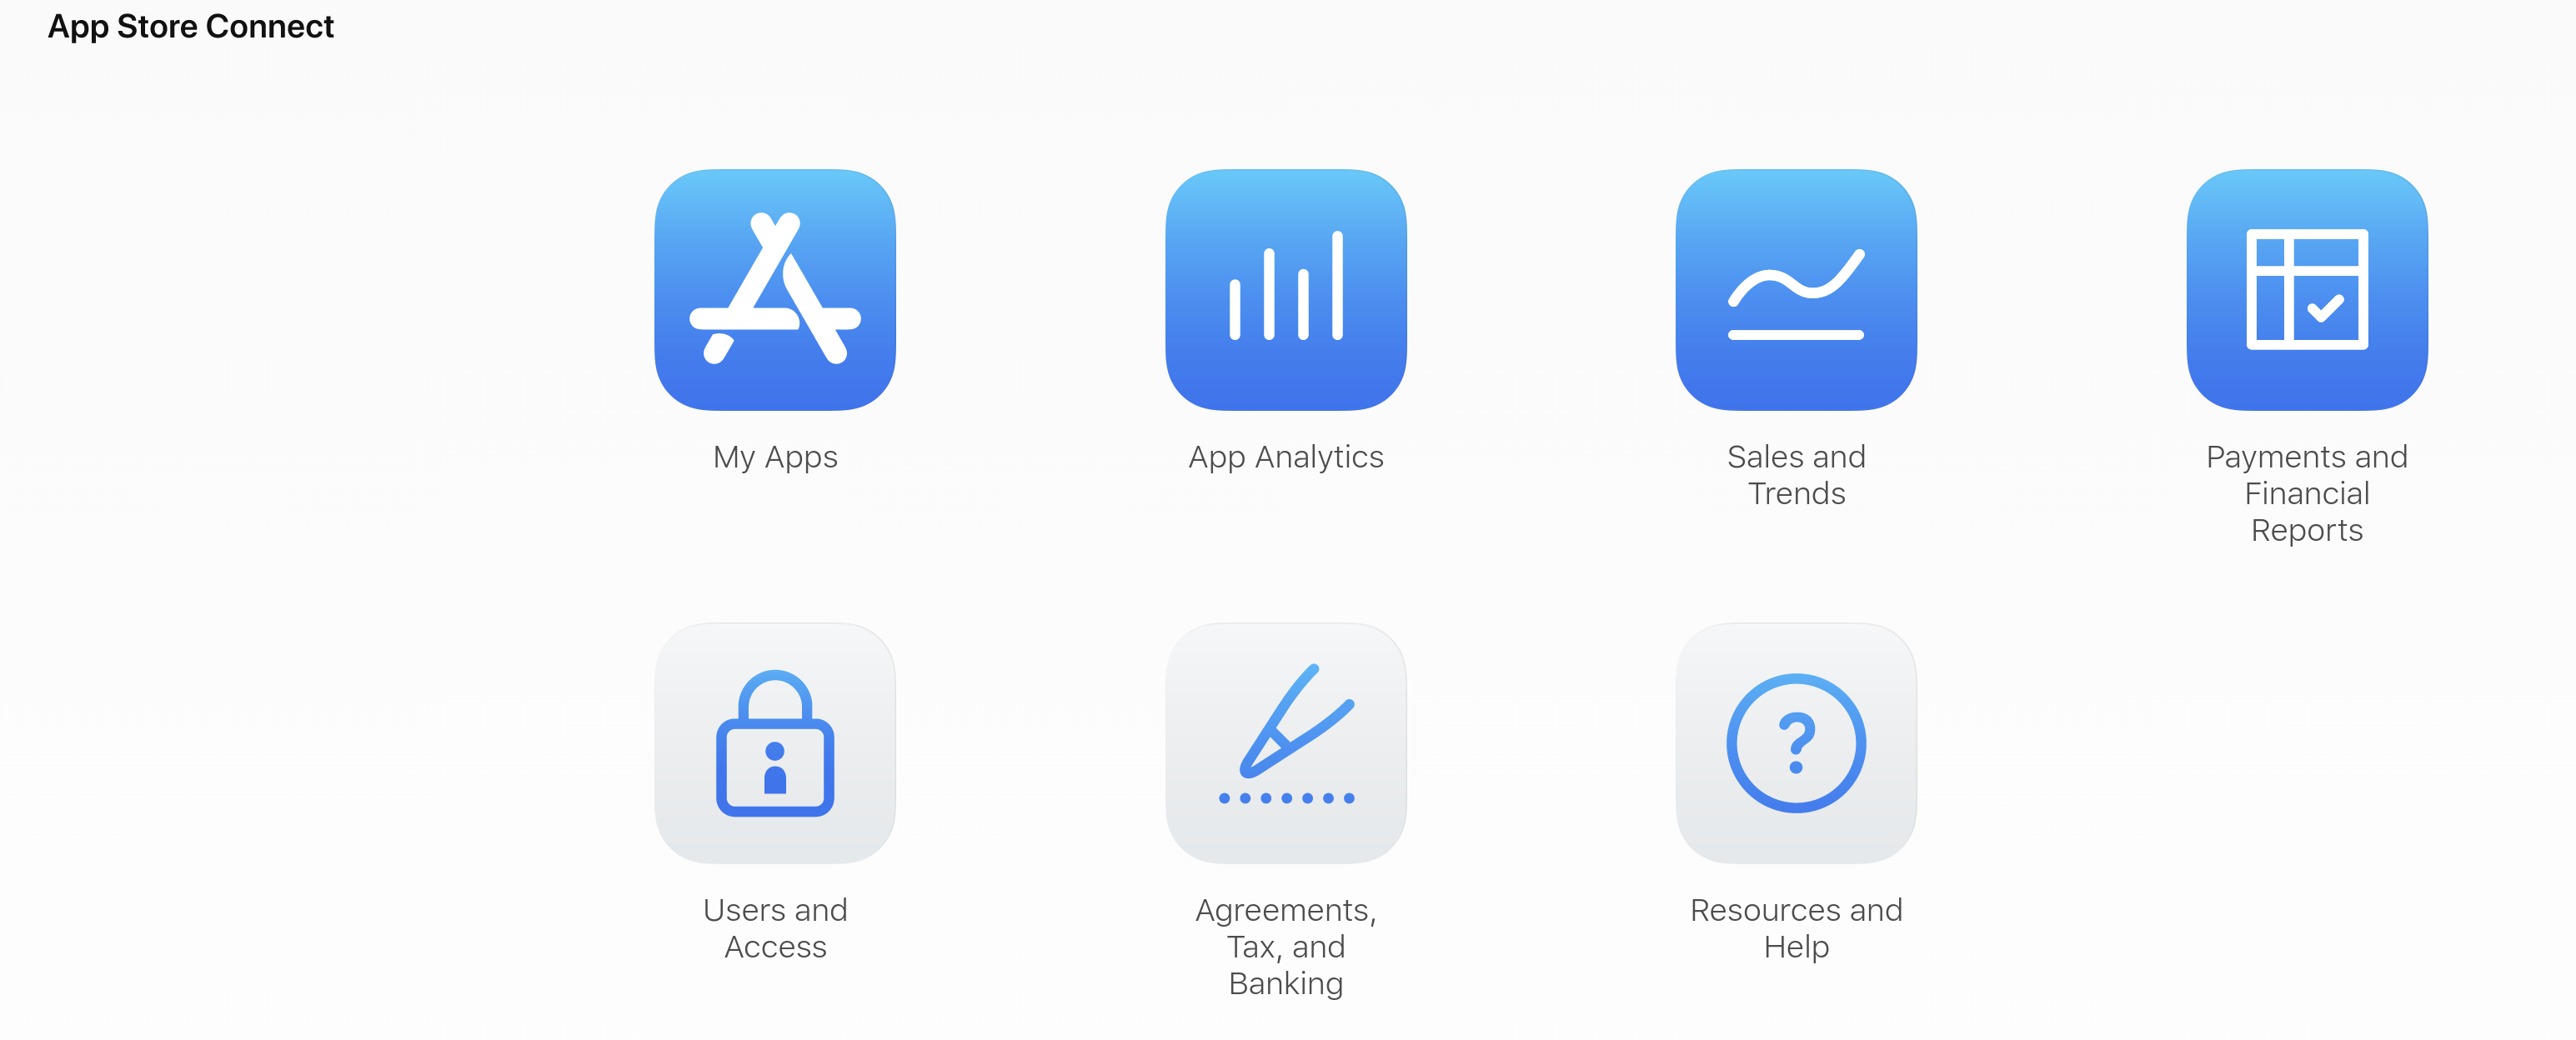 App Store Connect
My Apps
App Analytics
Sales and
Trends
Payments and
Financial
Reports
Users and
Access
Agreements,
Tax, and
Banking
Resources and
Help